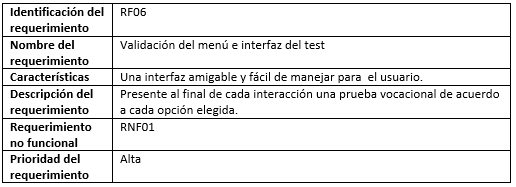 Identificación del RF06
requerimiento
Nombre del Validación del menú e interfaz del test
requerimiento
Características Una interfaz amigable y fácil de manejar para el usuario.
Descripción del Presente al final de cada interacción una prueba vocacional de acuerdo
requerimiento a cada opción elegida.
Requerimiento RNF01
no funcional
Prioridad del Alta
requerimiento